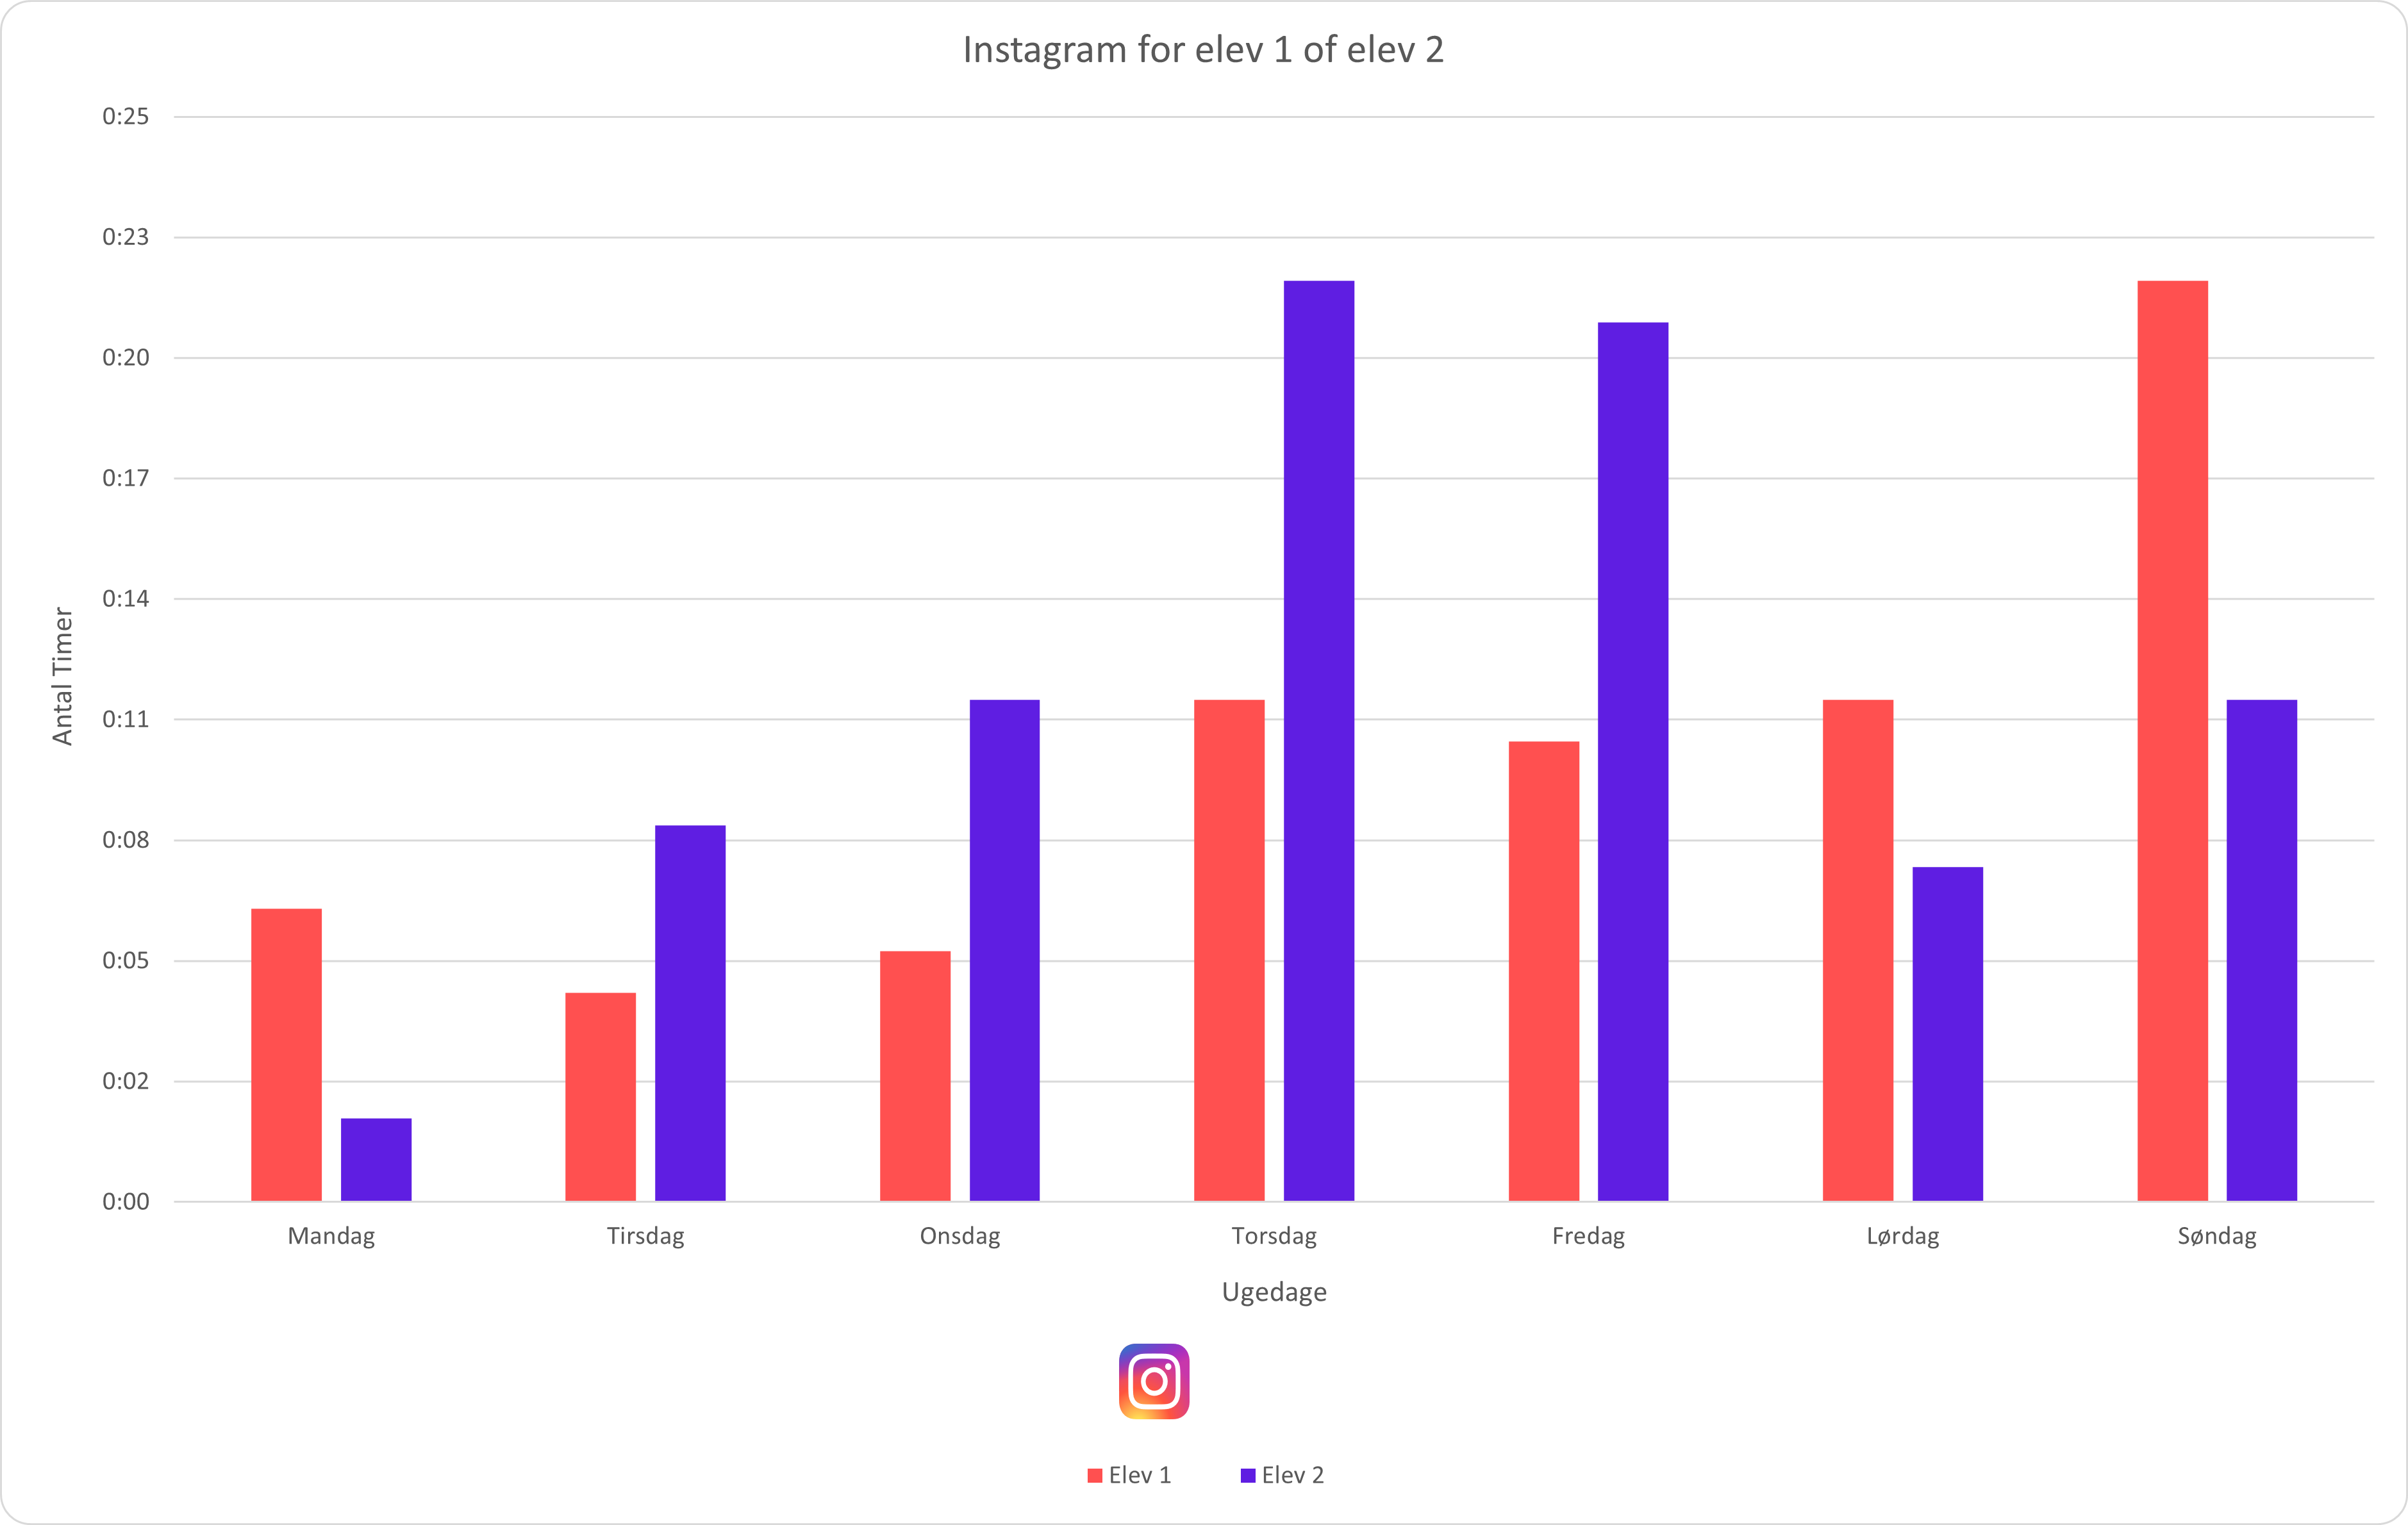 Instagram for elev 1 of elev 2
0:25
0:23
0:20
0:17
0:14
0:11
0:08
0:05
0:02
0:00
Antal Timer
Mandag Tirsdag Onsdag Torsdag Fredag Lørdag Søndag
Ugedage
Elev 1 Elev 2